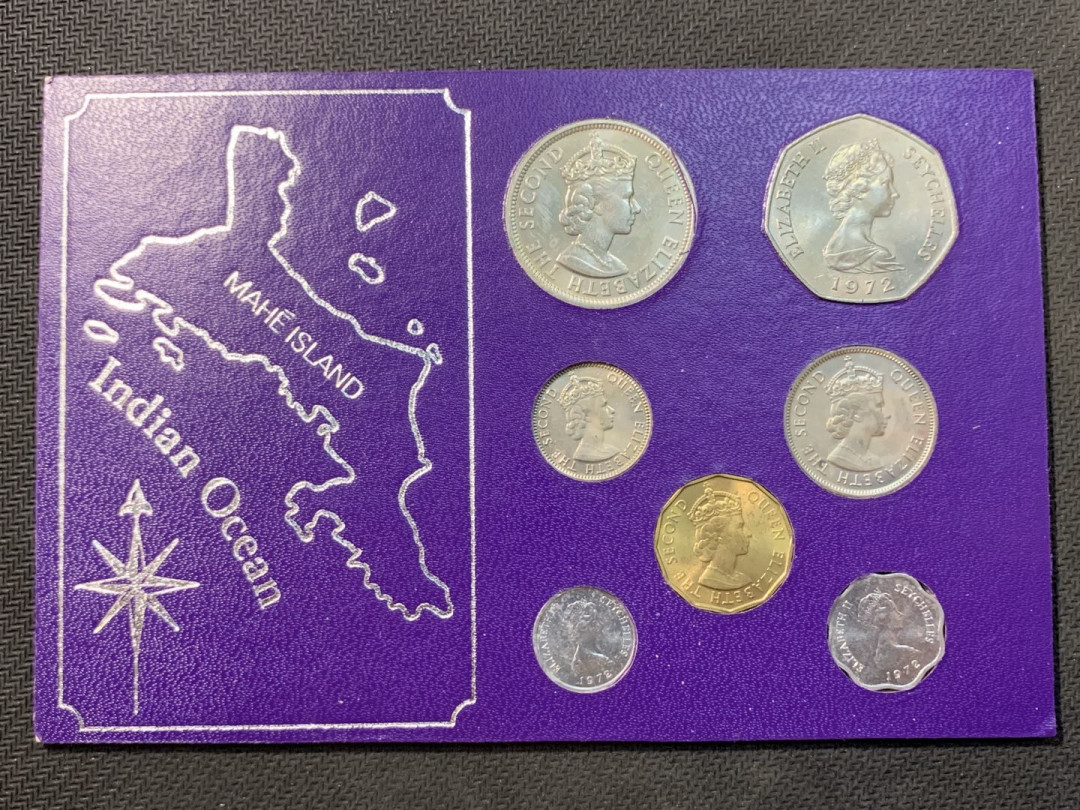 MAHÉ ISLAND
Indian Ocean
QUEEN ELIZABETH THE SECOND
ELIZABETH II SEYCHELLES
1972
QUEEN ELIZABETH THE SECOND
QUEEN ELIZABETH THE SECOND
QUEEN ELIZABETH THE SECOND
ELIZABETH II SEYCHELLES
1972
ELIZABETH II SEYCHELLES
1972